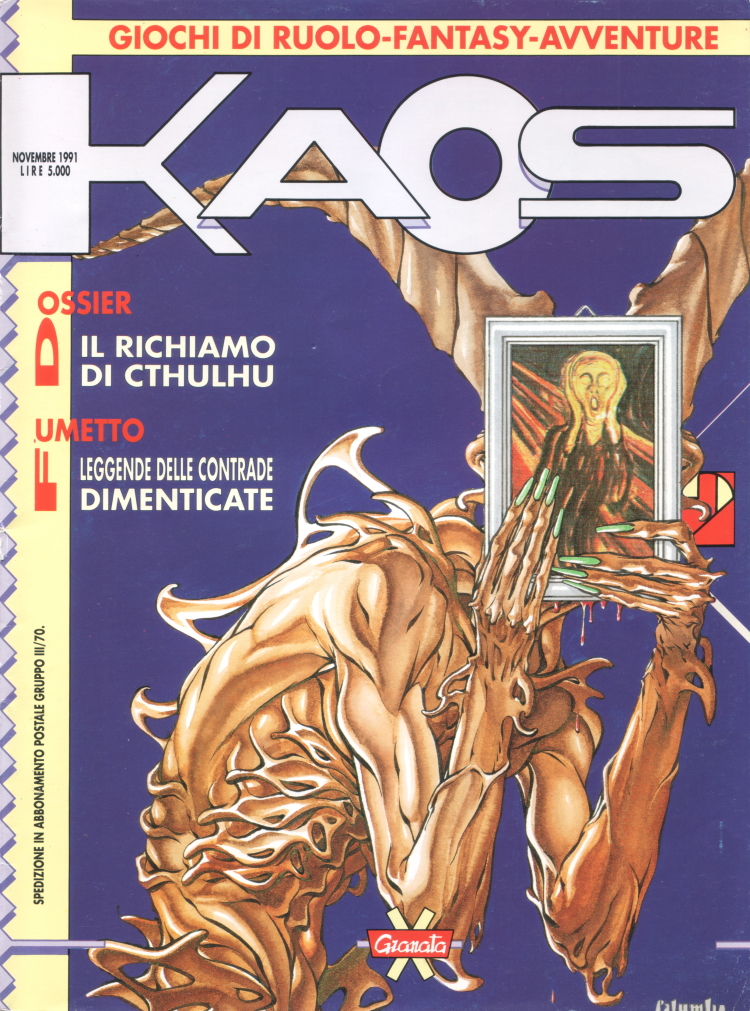 GIOCHI DI RUOLO-FANTASY-AVVENTURE
KAOS
NOVEMBRE 1991
LIRE 5.000
DOSSIER
IL RICHIAMO
DI CTHULHU
FUMETTO
LEGGENDE DELLE CONTRADE
DIMENTICATE
2
SPEDIZIONE IN ABBONAMENTO POSTALE GRUPPO III/70.
Granata